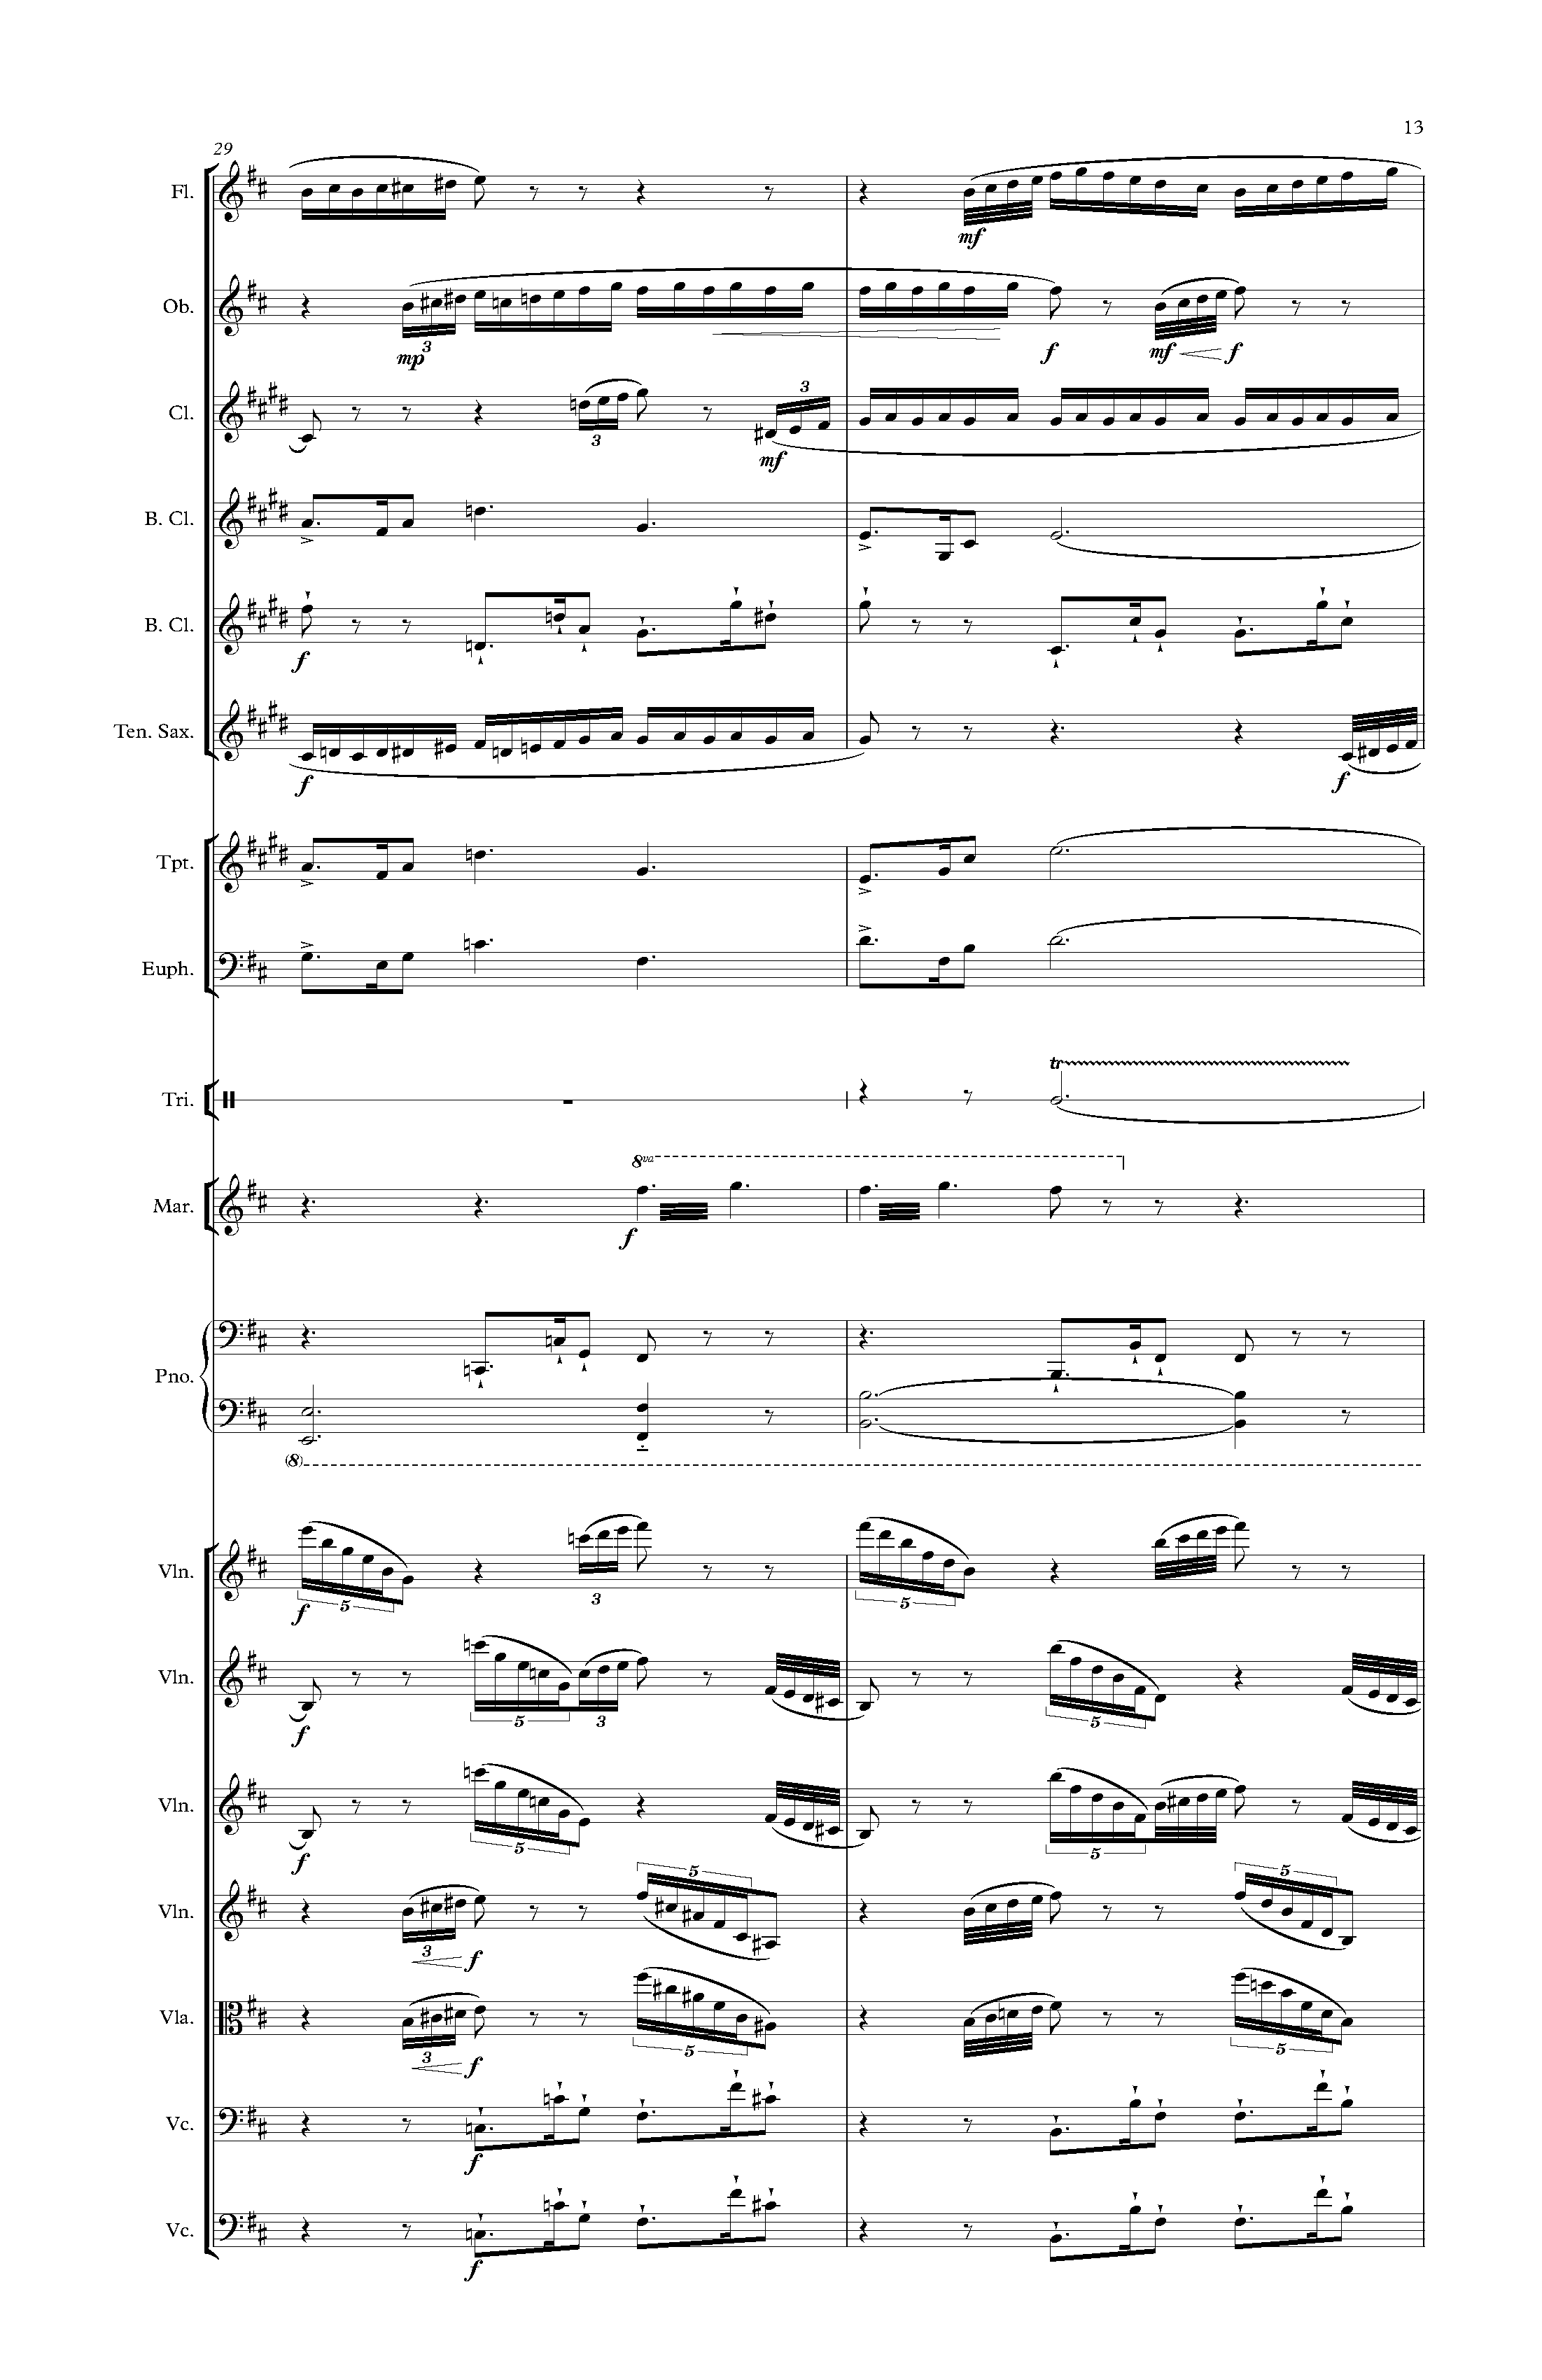 13
29
Fl.
mf
Ob.
3
mp
f
mf
f
Cl.
3
3
mf
B. Cl.
B. Cl.
f
Ten. Sax.
f
f
Tpt.
Euph.
tr
Tri.
8va
Mar.
f
Pno.
(8)
Vln.
f
5
3
5
Vln.
f
5
3
5
Vln.
f
5
5
5
5
Vln.
3
f
Vla.
3
f
5
5
Vc.
f
Vc.
f